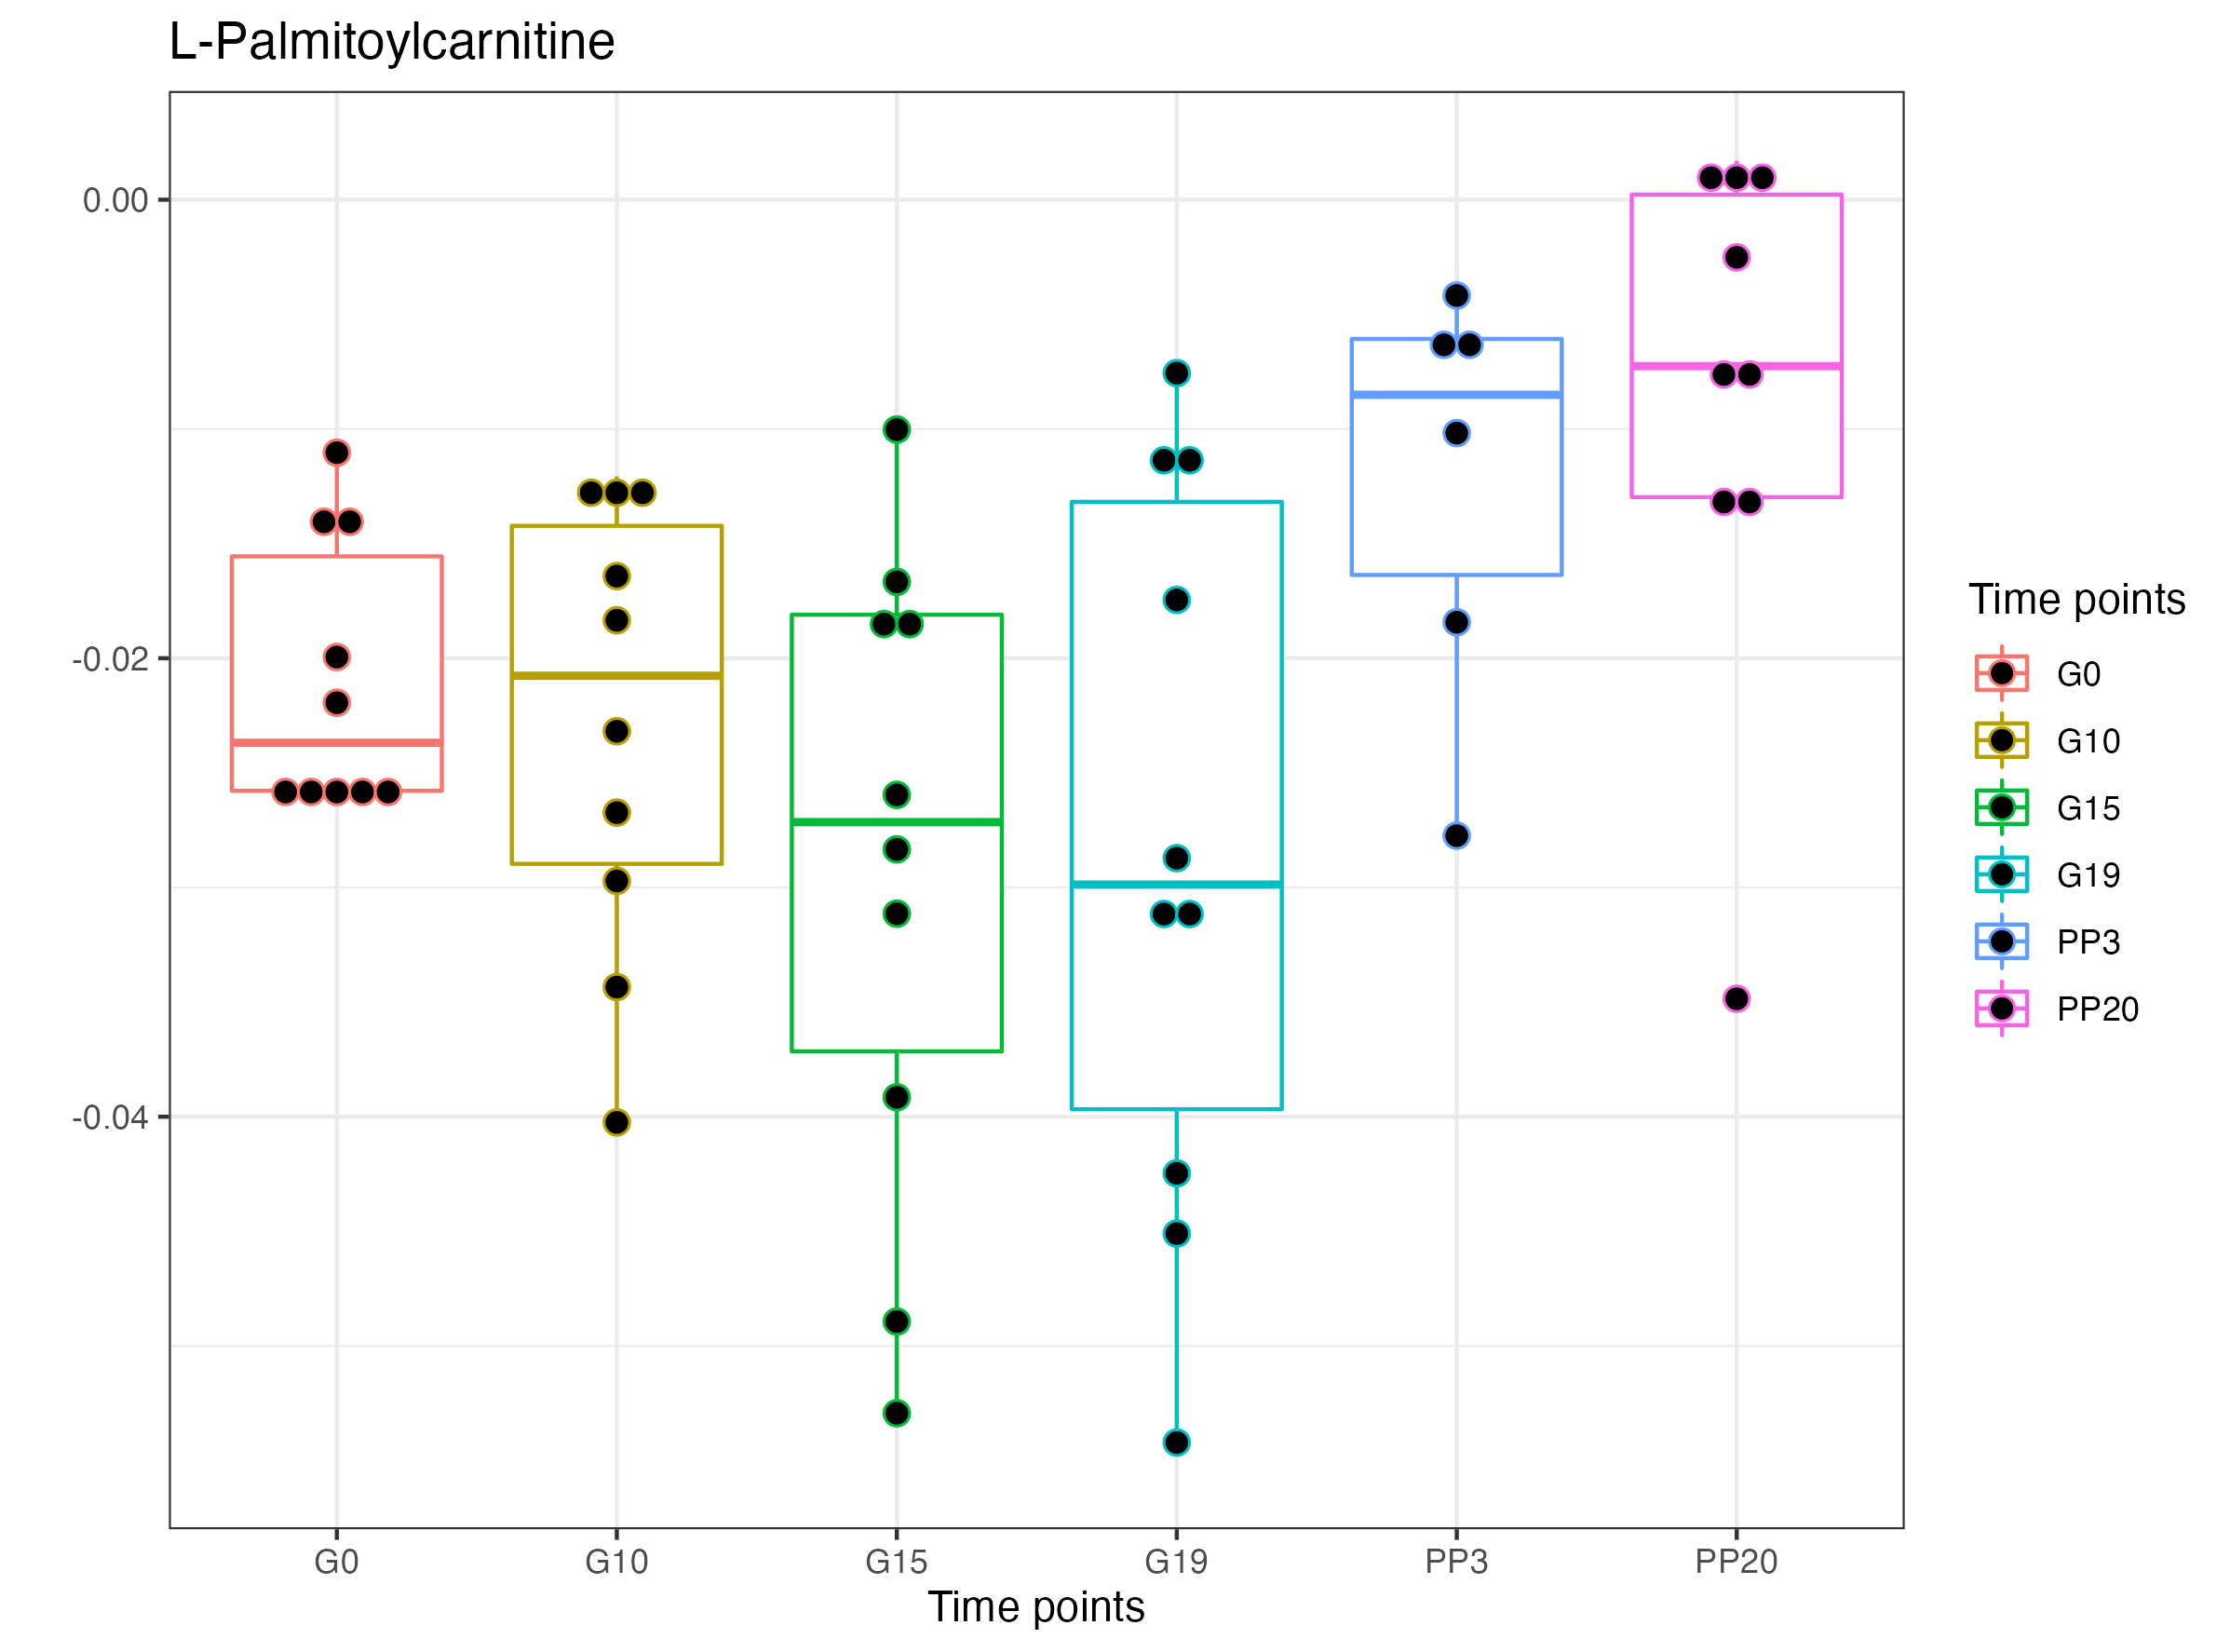 L-Palmitoylcarnitine
0.00
-0.02
-0.04
G0 G10 G15 G19 PP3 PP20
Time points
Time points
G0
G10
G15
G19
PP3
PP20